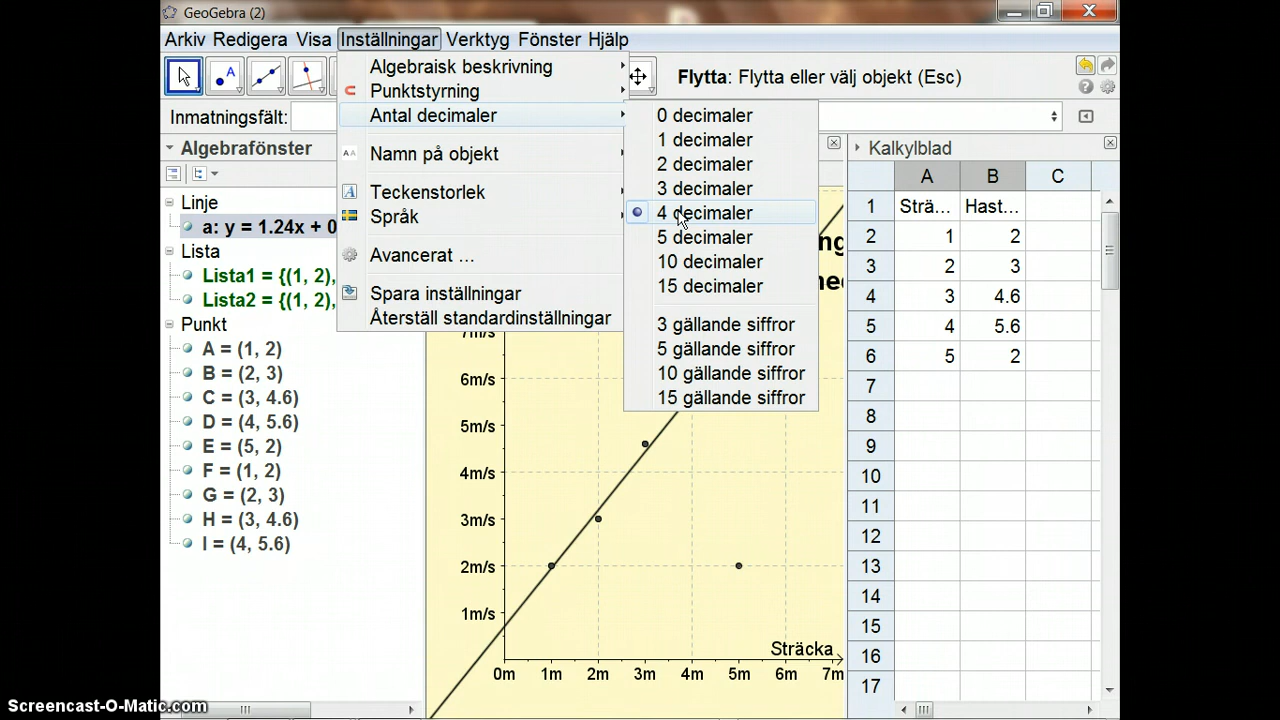 GeoGebra (2)
Arkiv Redigera Visa Inställningar Verktyg Fönster Hjälp
Flytta: Flytta eller välj objekt (Esc)
Inmatningsfält:
Algebraisk beskrivning
Punktstyrning
Antal decimaler
Namn på objekt
Teckenstorlek
Språk
Avancerat ...
Spara inställningar
Återställ standardinställningar
0 decimaler
1 decimaler
2 decimaler
3 decimaler
4 decimaler
5 decimaler
10 decimaler
15 decimaler
3 gällande siffror
5 gällande siffror
10 gällande siffror
15 gällande siffror
Algebrafönster
Linje
a: y = 1.24x + 0
Lista
Lista1 = {(1, 2),
Lista2 = {(1, 2),
Punkt
A = (1, 2)
B = (2, 3)
C = (3, 4.6)
D = (4, 5.6)
E = (5, 2)
F = (1, 2)
G = (2, 3)
H = (3, 4.6)
I = (4, 5.6)
6m/s
5m/s
4m/s
3m/s
2m/s
1m/s
Sträcka
0m 1m 2m 3m 4m 5m 6m 7m
Kalkylblad
A B C
1 Strä... Hast...
2 1 2
3 2 3
4 3 4.6
5 4 5.6
6 5 2
7
8
9
10
11
12
13
14
15
16
17
Screencast-O-Matic.com